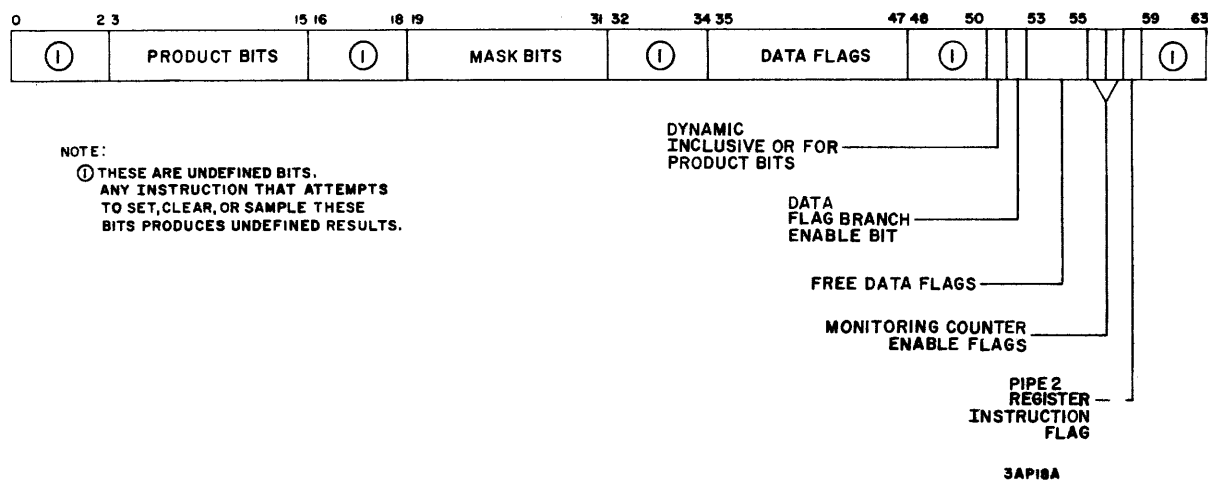 0 2 3 15 16 18 19 31 32 34 35 47 48 50 53 55 59 63
① PRODUCT BITS ① MASK BITS ① DATA FLAGS ① ①
DYNAMIC
INCLUSIVE OR FOR
PRODUCT BITS
NOTE:
① THESE ARE UNDEFINED BITS.
ANY INSTRUCTION THAT ATTEMPTS
TO SET, CLEAR, OR SAMPLE THESE
BITS PRODUCES UNDEFINED RESULTS.
DATA
FLAG BRANCH
ENABLE BIT
FREE DATA FLAGS
MONITORING COUNTER
ENABLE FLAGS
PIPE 2
REGISTER
INSTRUCTION
FLAG
3AP18A